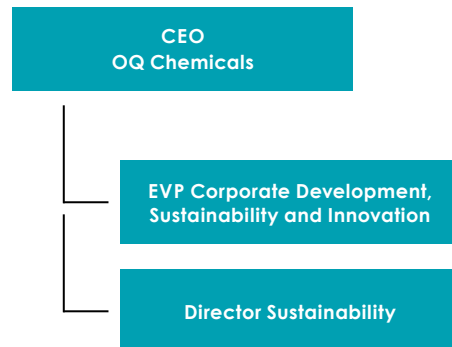 CEO
OQ Chemicals
EVP Corporate Development,
Sustainability and Innovation
Director Sustainability